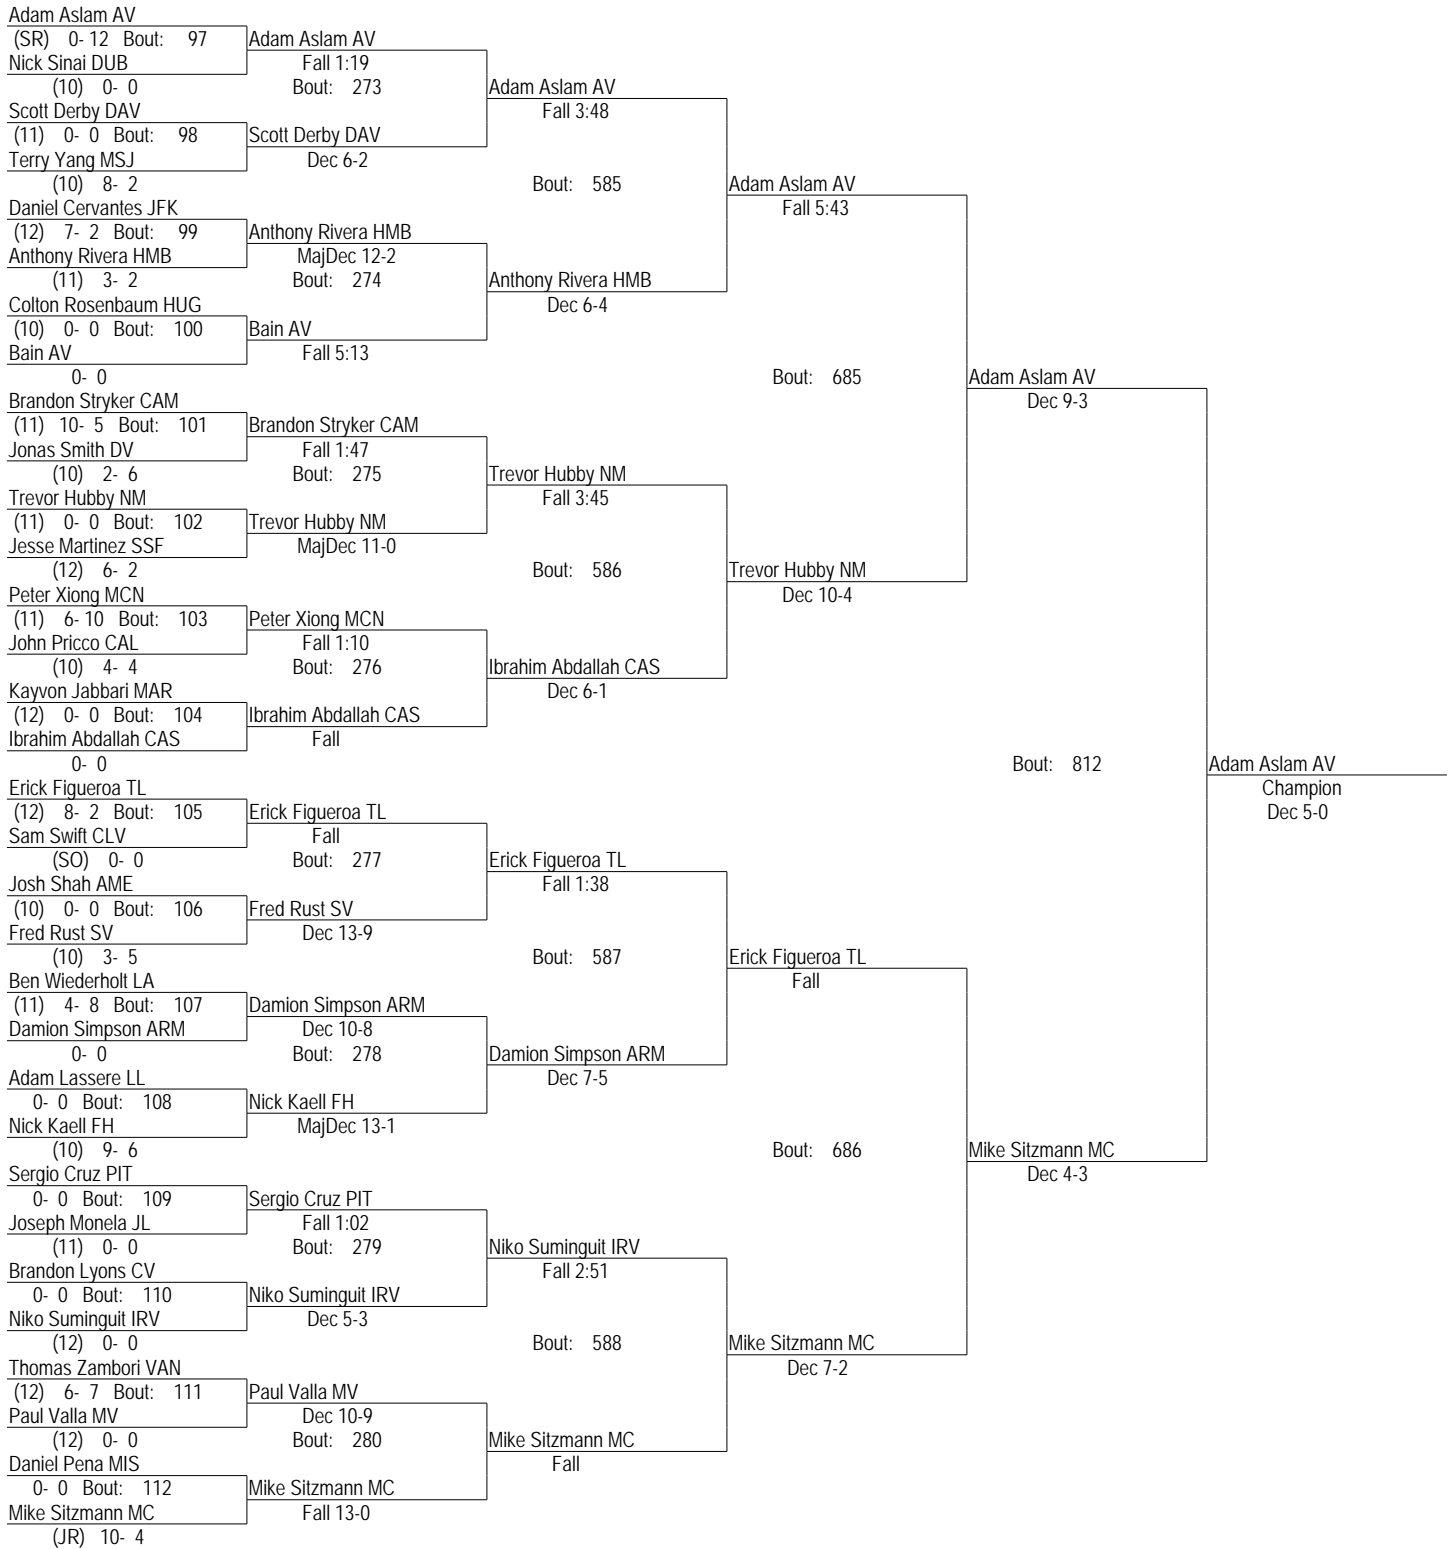 Adam Aslam AV
(SR) 0- 12 Bout: 97 Adam Aslam AV
Nick Sinai DUB Fall 1:19
(10) 0- 0 Bout: 273 Adam Aslam AV
Scott Derby DAV Fall 3:48
(11) 0- 0 Bout: 98 Scott Derby DAV
Terry Yang MSJ Dec 6-2
(10) 8- 2 Bout: 585 Adam Aslam AV
Daniel Cervantes JFK Fall 5:43
(12) 7- 2 Bout: 99 Anthony Rivera HMB
Anthony Rivera HMB MajDec 12-2
(11) 3- 2 Bout: 274 Anthony Rivera HMB
Colton Rosenbaum HUG Dec 6-4
(10) 0- 0 Bout: 100 Bain AV
Bain AV Fall 5:13
0- 0 Bout: 685 Adam Aslam AV
Brandon Stryker CAM Dec 9-3
(11) 10- 5 Bout: 101 Brandon Stryker CAM
Jonas Smith DV Fall 1:47
(10) 2- 6 Bout: 275 Trevor Hubby NM
Trevor Hubby NM Fall 3:45
(11) 0- 0 Bout: 102 Trevor Hubby NM
Jesse Martinez SSF MajDec 11-0
(12) 6- 2 Bout: 586 Trevor Hubby NM
Peter Xiong MCN Dec 10-4
(11) 6- 10 Bout: 103 Peter Xiong MCN
John Pricco CAL Fall 1:10
(10) 4- 4 Bout: 276 Ibrahim Abdallah CAS
Kayvon Jabbari MAR Dec 6-1
(12) 0- 0 Bout: 104 Ibrahim Abdallah CAS
Ibrahim Abdallah CAS Fall
0- 0 Bout: 812 Adam Aslam AV
Erick Figueroa TL Champion
(12) 8- 2 Bout: 105 Erick Figueroa TL Dec 5-0
Sam Swift CLV Fall
(SO) 0- 0 Bout: 277 Erick Figueroa TL
Josh Shah AME Fall 1:38
(10) 0- 0 Bout: 106 Fred Rust SV
Fred Rust SV Dec 13-9
(10) 3- 5 Bout: 587 Erick Figueroa TL
Ben Wiederholt LA Fall
(11) 4- 8 Bout: 107 Damion Simpson ARM
Damion Simpson ARM Dec 10-8
0- 0 Bout: 278 Damion Simpson ARM
Adam Lassere LL Dec 7-5
0- 0 Bout: 108 Nick Kaell FH
Nick Kaell FH MajDec 13-1
(10) 9- 6 Bout: 686 Mike Sitzmann MC
Sergio Cruz PIT Dec 4-3
0- 0 Bout: 109 Sergio Cruz PIT
Joseph Monela JL Fall 1:02
(11) 0- 0 Bout: 279 Niko Suminguit IRV
Brandon Lyons CV Fall 2:51
0- 0 Bout: 110 Niko Suminguit IRV
Niko Suminguit IRV Dec 5-3
(12) 0- 0 Bout: 588 Mike Sitzmann MC
Thomas Zambori VAN Dec 7-2
(12) 6- 7 Bout: 111 Paul Valla MV
Paul Valla MV Dec 10-9
(12) 0- 0 Bout: 280 Mike Sitzmann MC
Daniel Pena MIS Fall
0- 0 Bout: 112 Mike Sitzmann MC
Mike Sitzmann MC Fall 13-0
(JR) 10- 4